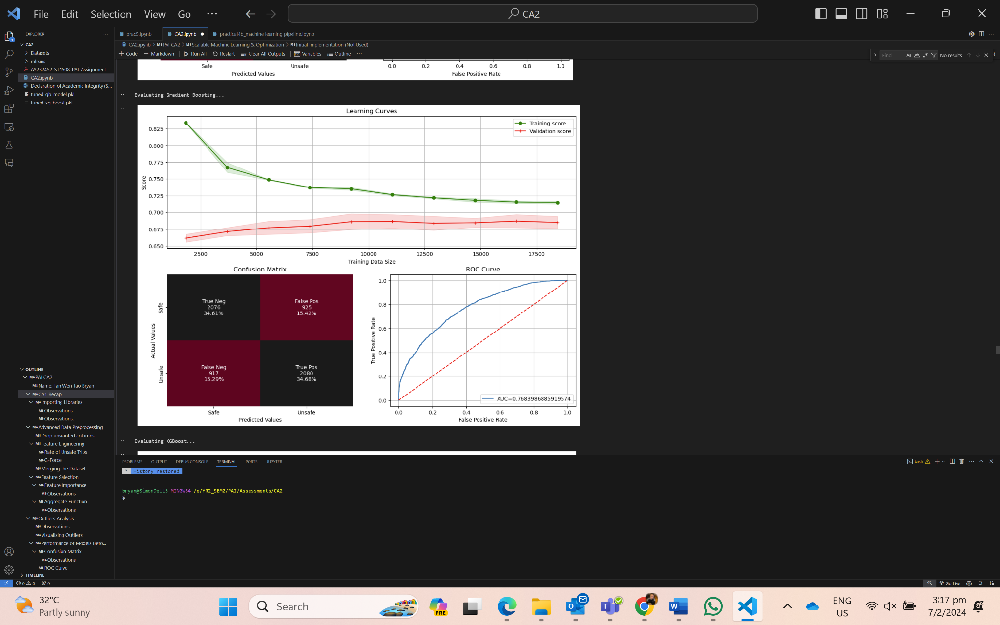 File Edit Selection View Go ···
CA2
EXPLORER ···
CA2
Datasets
mlruns
AY2324S2_ST1508_PAI_Assignment_...
CA2.ipynb
Declaration of Academic Integrity (S...
tuned_gb_model.pkl
tuned_xg_boost.pkl
prac5.ipynb
CA2.ipynb
practical4b_machine learning pipeline.ipynb
CA2.ipynb > M↓PAI CA2 > M↓Scalable Machine Learning & Optimization > M↓Initial Implementation (Not Used)
+ Code + Markdown Run All Restart Clear All Outputs Variables Outline ···
Find Aa ab .* No results
Safe Unsafe
Predicted Values
0.0 0.2 0.4 0.6 0.8 1.0
False Positive Rate
Evaluating Gradient Boosting...
Learning Curves
Training score
Validation score
0.825
0.800
0.775
0.750
0.725
0.700
0.675
0.650
Score
2500 5000 7500 10000 12500 15000 17500
Training Data Size
Confusion Matrix
Safe
Unsafe
Actual Values
True Neg
2076
34.61%
False Pos
925
15.42%
False Neg
917
15.29%
True Pos
2080
34.68%
Safe Unsafe
Predicted Values
ROC Curve
1.0
0.8
0.6
0.4
0.2
0.0
True Positive Rate
AUC=0.7683986885919574
0.0 0.2 0.4 0.6 0.8 1.0
False Positive Rate
Evaluating XGBoost...
OUTLINE
M↓PAI CA2
M↓Name: Tan Wen Tao Bryan
M↓CA1 Recap
M↓Importing Libraries
M↓Observations
M↓Observations:
M↓Advanced Data Preprocessing
M↓Drop unwanted columns
M↓Feature Engineering
M↓Rate of Unsafe Trips
M↓G-Force
M↓Merging the Dataset
M↓Feature Selection
M↓Feature Importance
M↓Observations
M↓Aggregate Function
M↓Observations
M↓Outliers Analysis
M↓Observations
M↓Visualising Outliers
M↓Performance of Models Befo...
M↓Confusion Matrix
M↓Observations
M↓ROC Curve
TIMELINE
PROBLEMS OUTPUT DEBUG CONSOLE TERMINAL PORTS JUPYTER
bash
* History restored
bryan@SimonDell3 MINGW64 /e/YR2_SEM2/PAI/Assessments/CA2
$
0 0 0
Go Live
32°C
Partly sunny
Search
PRE
ENG
US
3:17 pm
7/2/2024